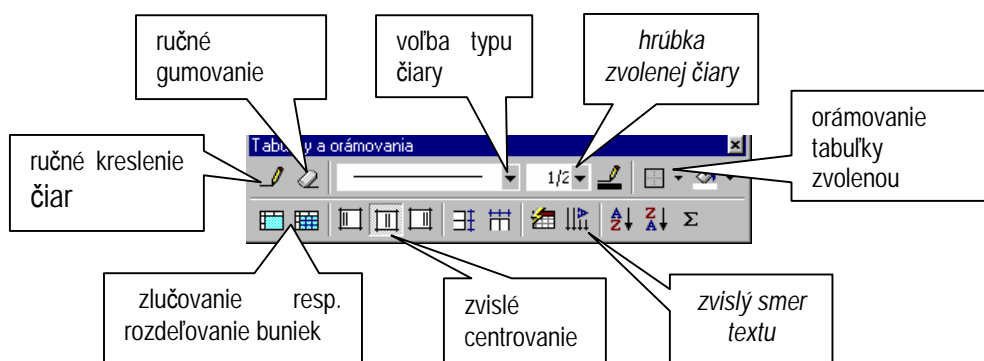 ručné
gumovanie
voľba typu
čiary
hrúbka
zvolenej čiary
orámovanie
tabuľky
zvolenou
ručné kreslenie
čiar
a orámovania
1/2
A
Z
Z
A
Σ
zlučovanie resp.
rozdeľovanie buniek
zvislé
centrovanie
zvislý smer
textu